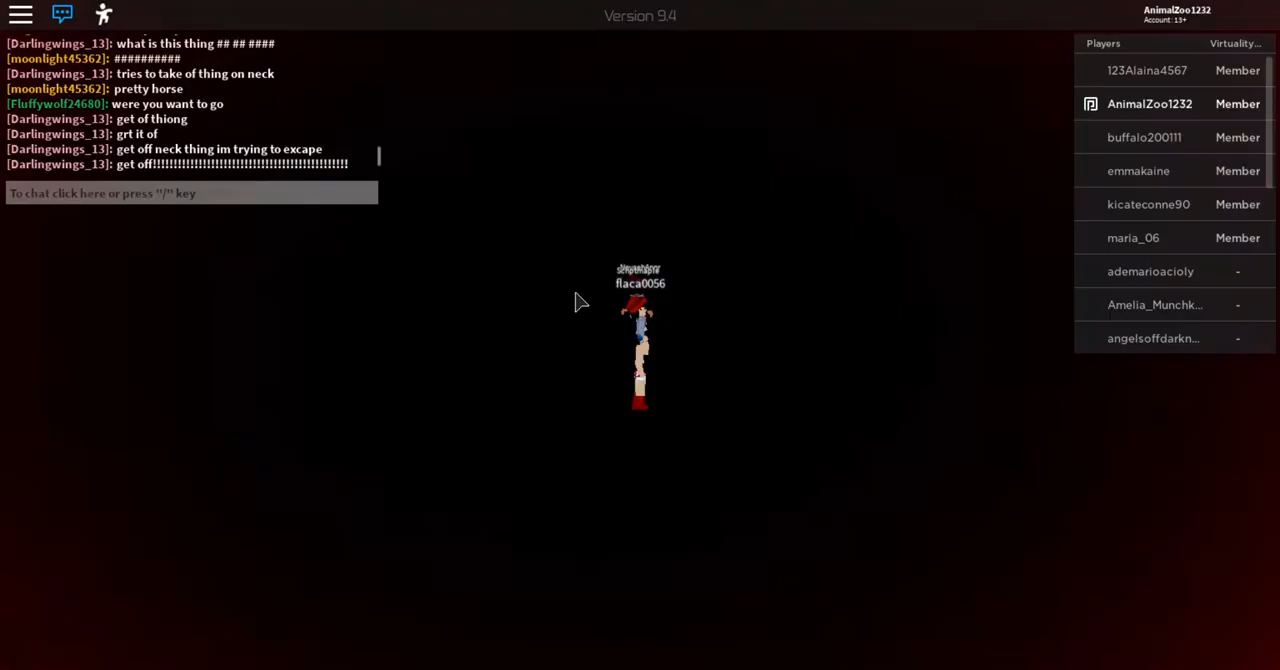 Version 9.4
AnimalZoo1232
Account: 13+
[Darlingwings_13]: what is this thing ## ## ####
[moonlight45362]: ##########
[Darlingwings_13]: tries to take of thing on neck
[moonlight45362]: pretty horse
[Fluffywolf24680]: were you want to go
[Darlingwings_13]: get of thiong
[Darlingwings_13]: grt it of
[Darlingwings_13]: get off neck thing im trying to excape
[Darlingwings_13]: get off!!!!!!!!!!!!!!!!!!!!!!!!!!!!!!!!!!!!!!!!!!!!!!!
To chat click here or press "/" key
Players Virtuality...
123Alaina4567 Member
AnimalZoo1232 Member
buffalo200111 Member
emmakaine Member
kicateconne90 Member
maria_06 Member
ademarioacioly -
Amelia_Munchk... -
angelsoffdarkn... -
flaca0056